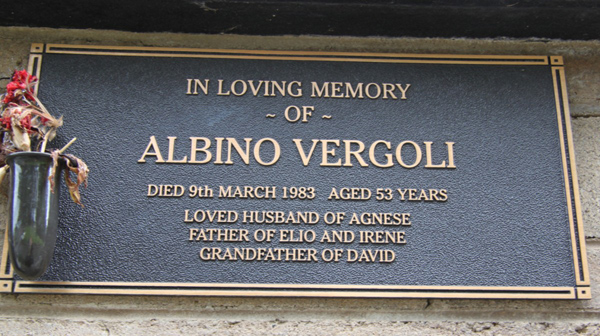 IN LOVING MEMORY
~ OF ~
ALBINO VERGOLI
DIED 9th MARCH 1983 AGED 53 YEARS
LOVED HUSBAND OF AGNESE
FATHER OF ELIO AND IRENE
GRANDFATHER OF DAVID